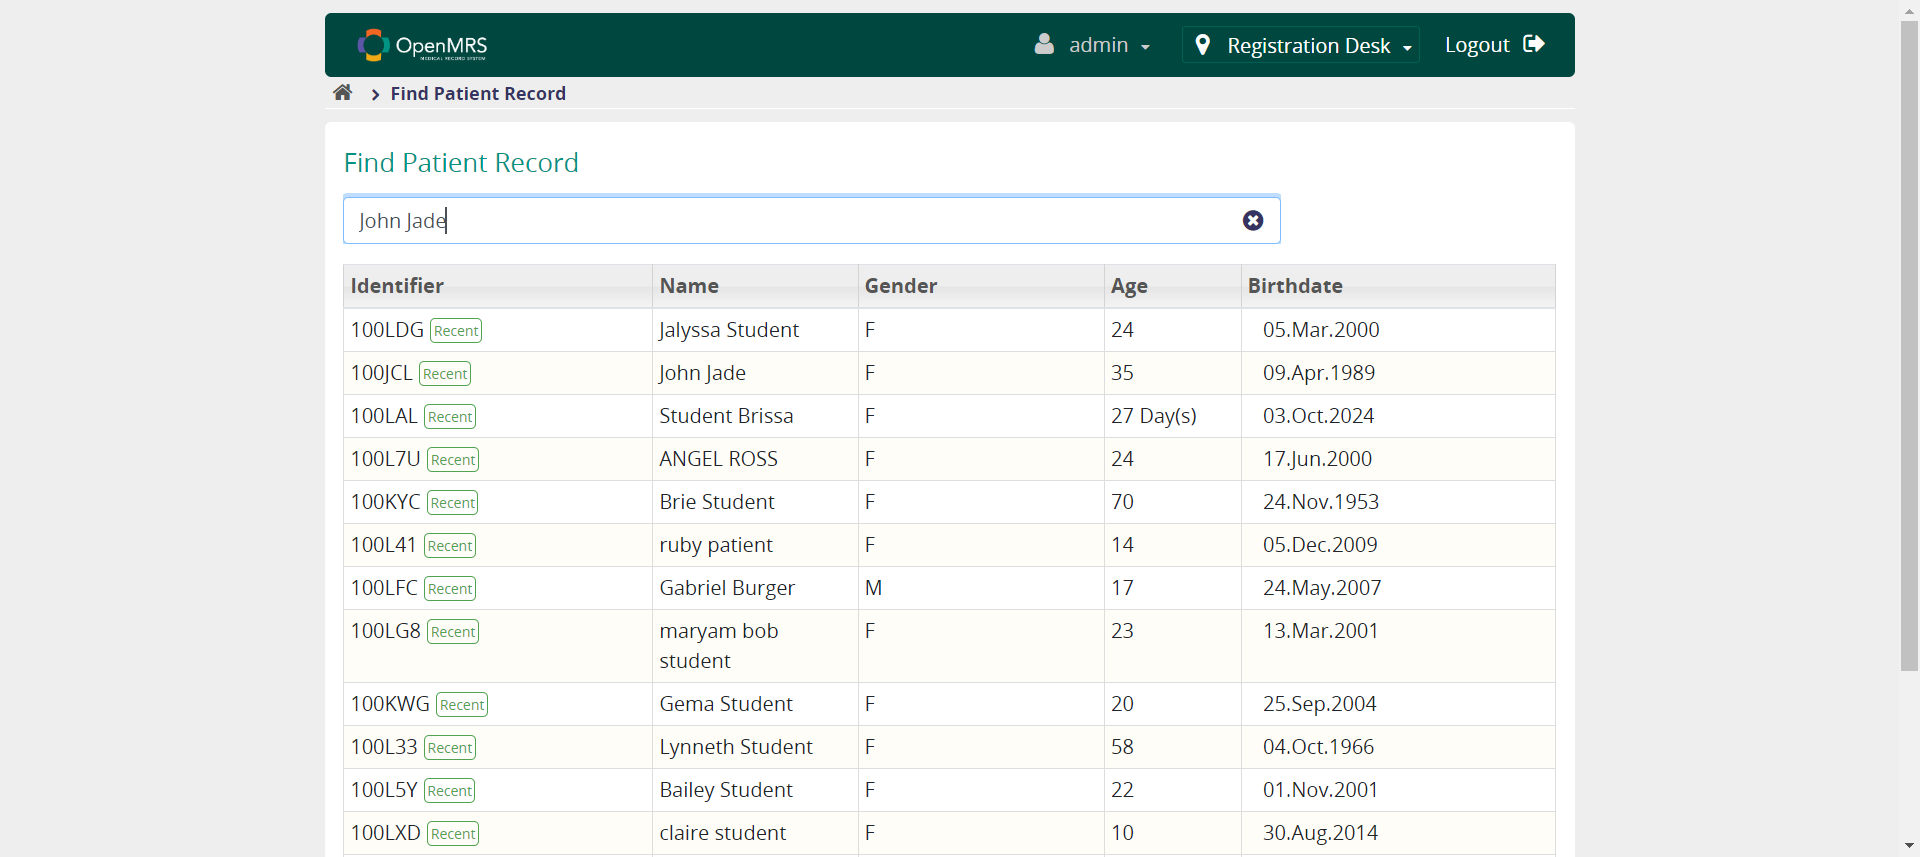 OpenMRS
MEDICAL RECORD SYSTEM
admin
Registration Desk
Logout
Find Patient Record
Find Patient Record
John Jade
Identifier Name Gender Age Birthdate
100LDG Recent Jalyssa Student F 24 05.Mar.2000
100JCL Recent John Jade F 35 09.Apr.1989
100LAL Recent Student Brissa F 27 Day(s) 03.Oct.2024
100L7U Recent ANGEL ROSS F 24 17.Jun.2000
100KYC Recent Brie Student F 70 24.Nov.1953
100L41 Recent ruby patient F 14 05.Dec.2009
100LFC Recent Gabriel Burger M 17 24.May.2007
100LG8 Recent maryam bob F 23 13.Mar.2001
student
100KWG Recent Gema Student F 20 25.Sep.2004
100L33 Recent Lynneth Student F 58 04.Oct.1966
100L5Y Recent Bailey Student F 22 01.Nov.2001
100LXD Recent claire student F 10 30.Aug.2014